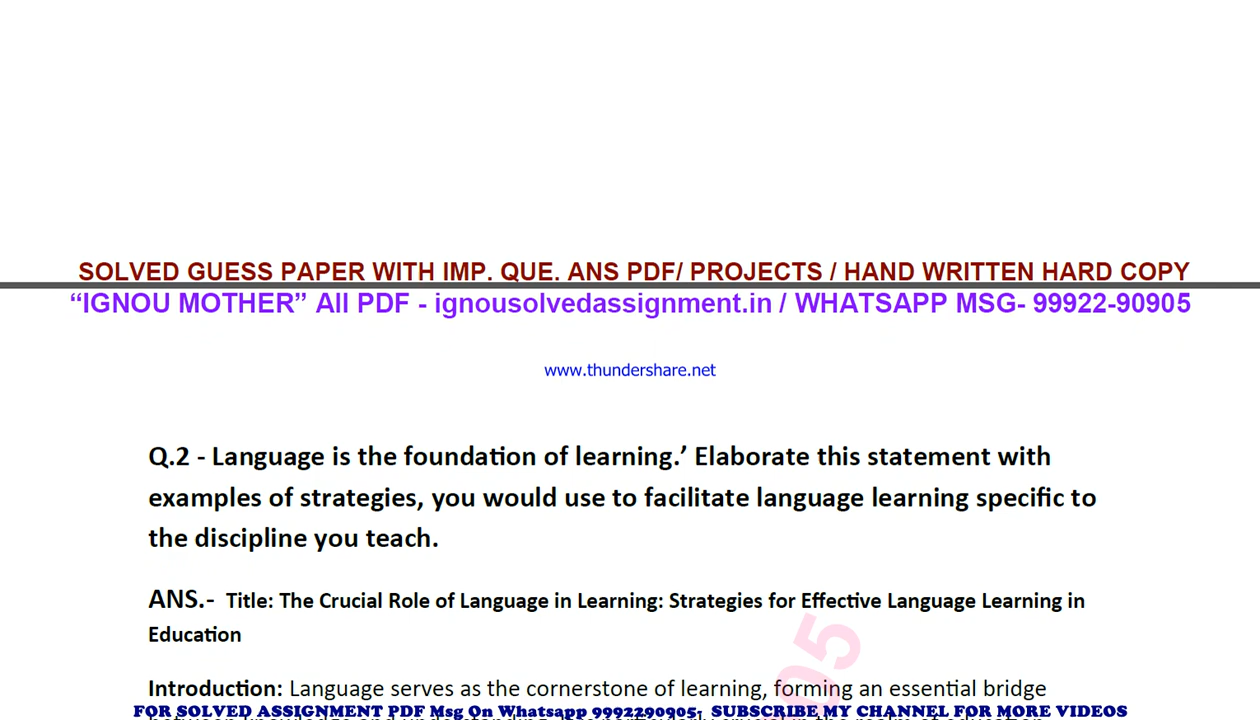 SOLVED GUESS PAPER WITH IMP. QUE. ANS PDF/ PROJECTS / HAND WRITTEN HARD COPY
“IGNOU MOTHER” All PDF - ignousolvedassignment.in / WHATSAPP MSG- 99922-90905
www.thundershare.net
Q.2 - Language is the foundation of learning.’ Elaborate this statement with
examples of strategies, you would use to facilitate language learning specific to
the discipline you teach.
ANS.- Title: The Crucial Role of Language in Learning: Strategies for Effective Language Learning in
Education
05
Introduction: Language serves as the cornerstone of learning, forming an essential bridge
FOR SOLVED ASSIGNMENT PDF Msg On Whatsapp 9992290905, SUBSCRIBE MY CHANNEL FOR MORE VIDEOS